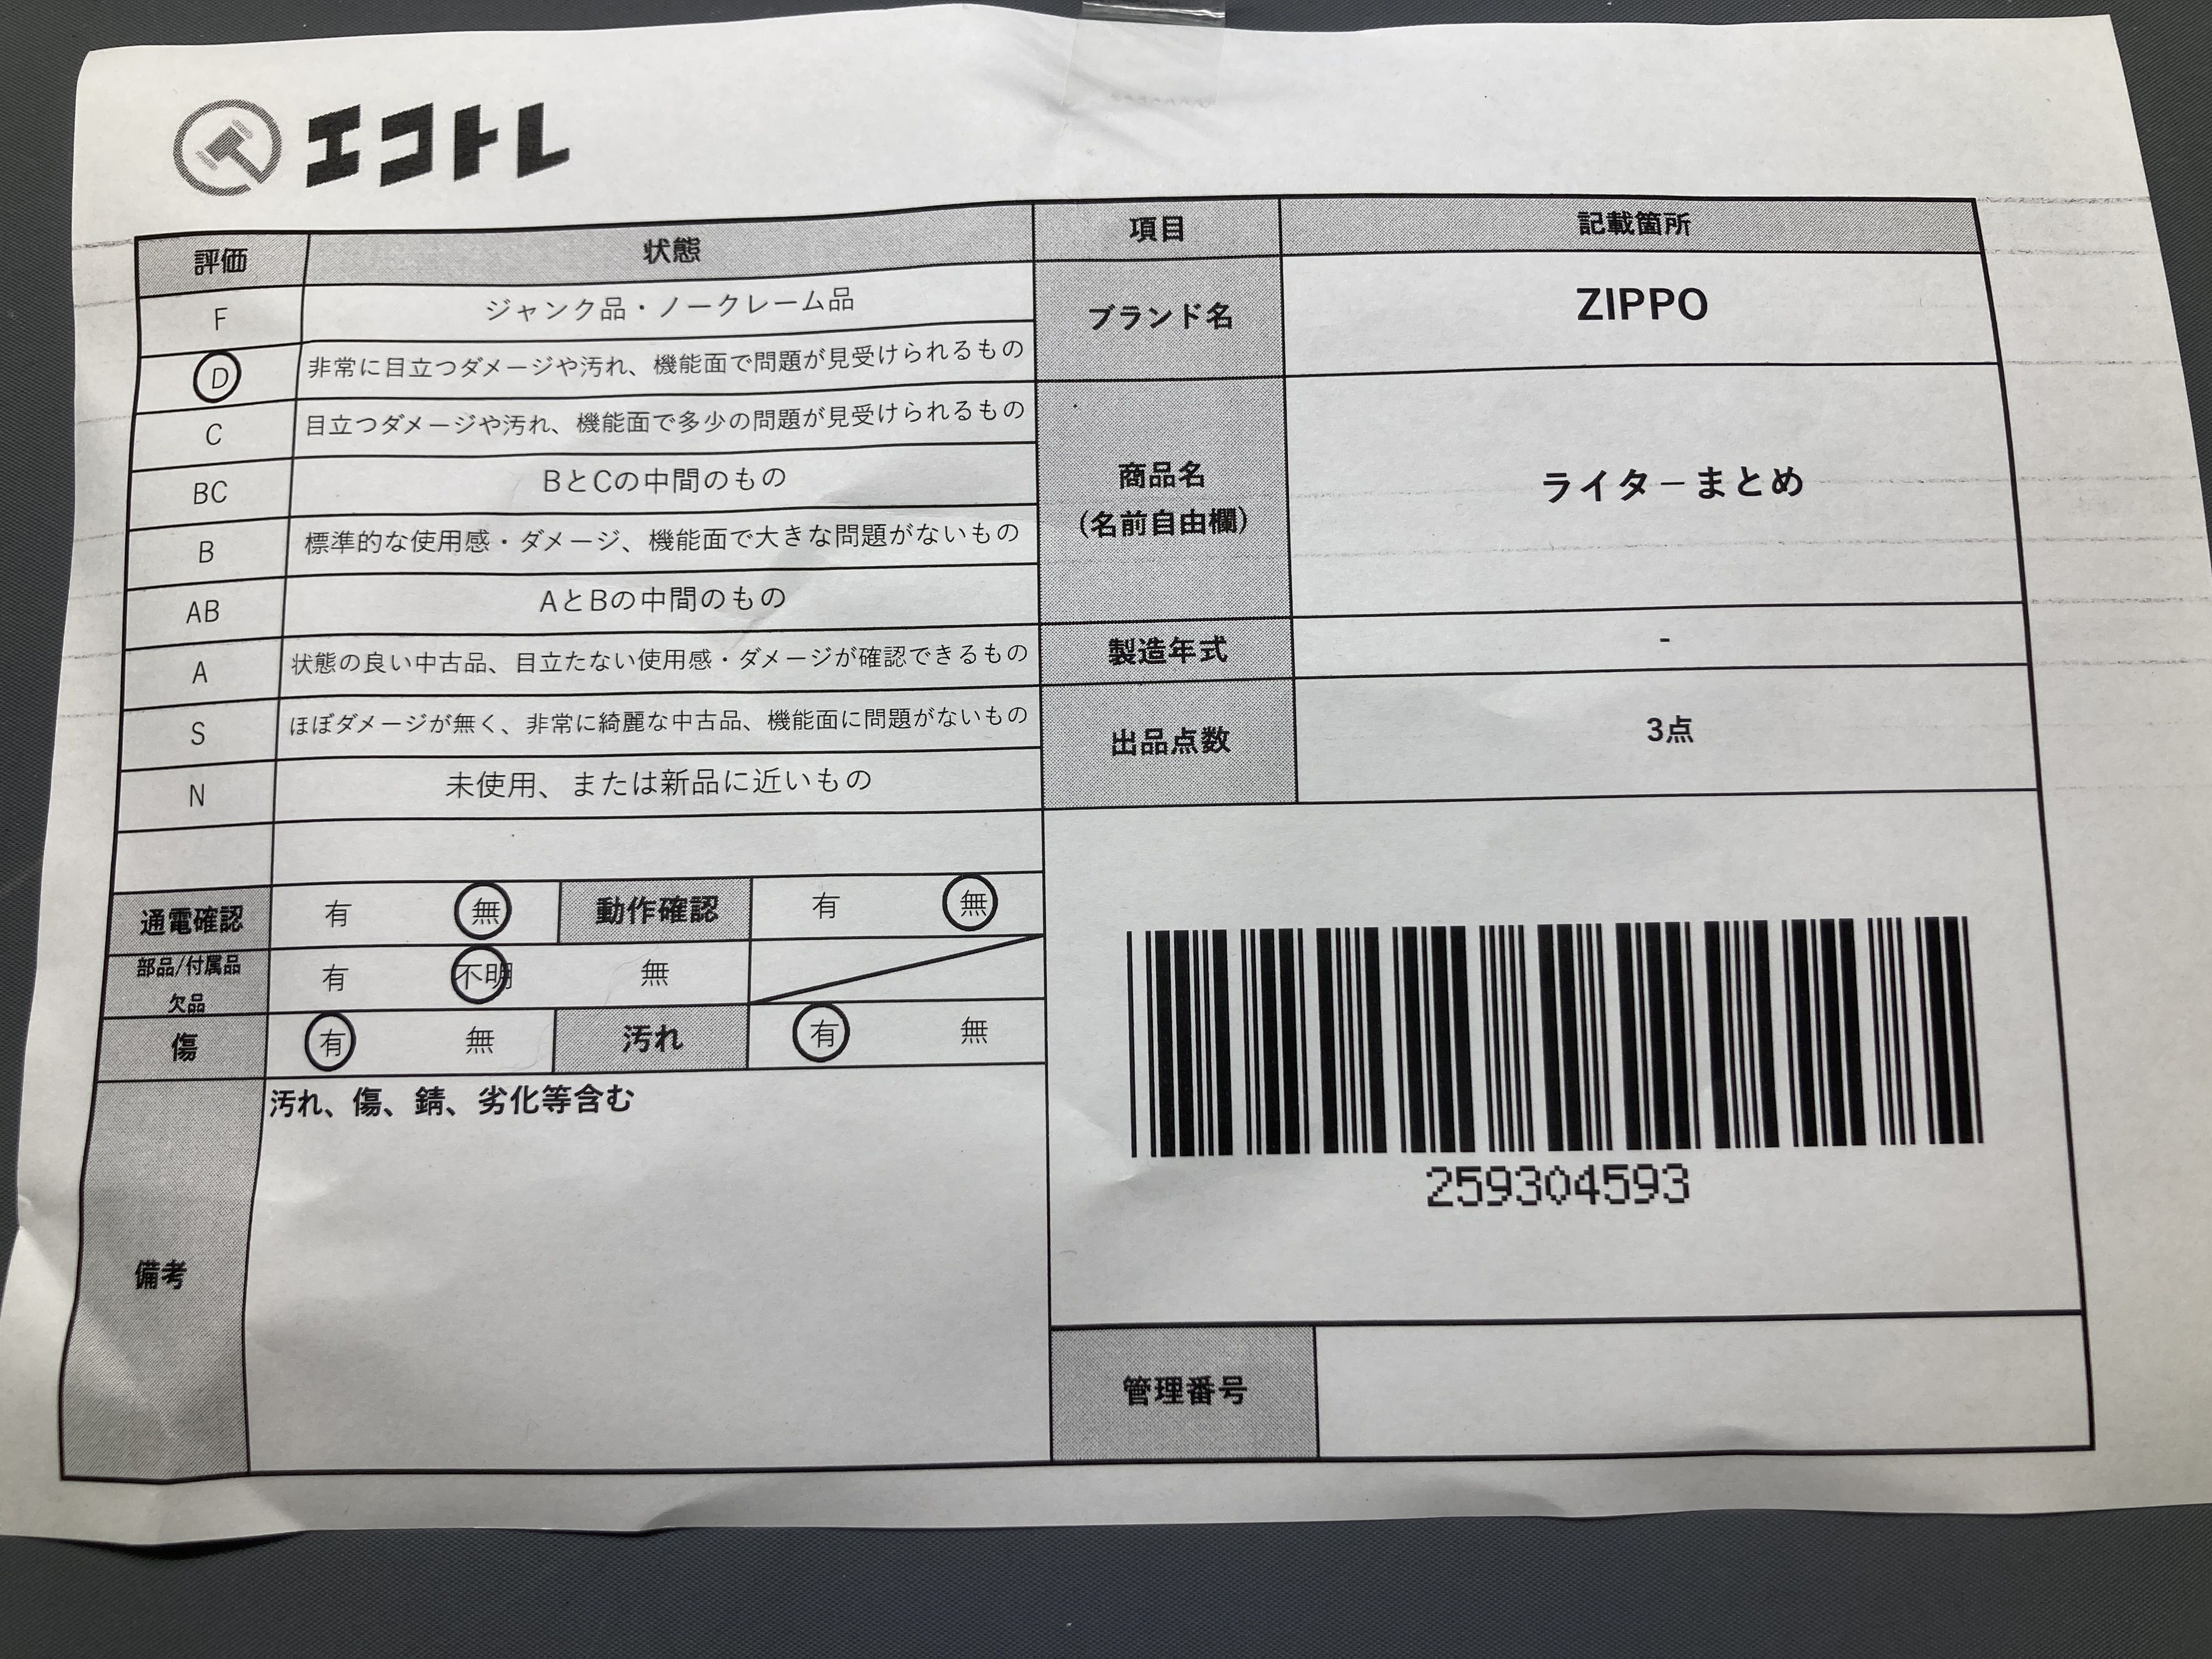 エコトレ
評価 状態 項目 記載箇所
F ジャンク品・ノークレーム品
D 非常に目立つダメージや汚れ、機能面で問題が見受けられるもの
C 目立つダメージや汚れ、機能面で多少の問題が見受けられるもの
BC BとCの中間のもの
B 標準的な使用感・ダメージ、機能面で大きな問題がないもの
AB AとBの中間のもの
A 状態の良い中古品、目立たない使用感・ダメージが確認できるもの
S ほぼダメージが無く、非常に綺麗な中古品、機能面に問題がないもの
N 未使用、または新品に近いもの
ブランド名 ZIPPO
商品名
(名前自由欄)
ライタ－まとめ
製造年式 -
出品点数 3点
通電確認 有 無 動作確認 有 無
部品/付属品
欠品
有 不明 無
傷 有 無 汚れ 有 無
備考
汚れ、傷、錆、劣化等含む
259304593
管理番号